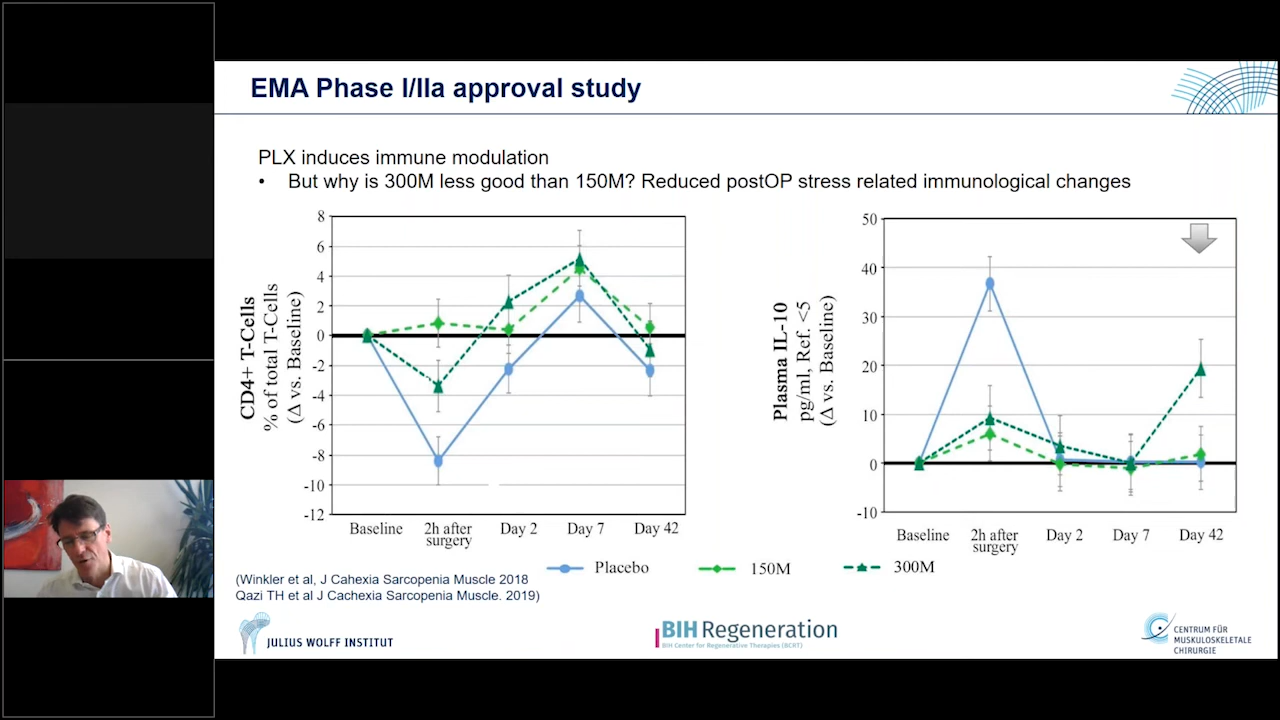 EMA Phase I/IIa approval study
PLX induces immune modulation
• But why is 300M less good than 150M? Reduced postOP stress related immunological changes
CD4+ T-Cells
% of total T-Cells
(Δ vs. Baseline)
8
6
4
2
0
-2
-4
-6
-8
-10
-12
Baseline
2h after
surgery
Day 2
Day 7
Day 42
Plasma IL-10
pg/ml, Ref. <5
(Δ vs. Baseline)
50
40
30
20
10
0
-10
Baseline
2h after
surgery
Day 2
Day 7
Day 42
Placebo
150M
300M
(Winkler et al, J Cahexia Sarcopenia Muscle 2018
Qazi TH et al J Cachexia Sarcopenia Muscle. 2019)
JULIUS WOLFF INSTITUT
BIH Regeneration
BIH Center for Regenerative Therapies (BCRT)
CENTRUM FÜR
MUSKULOSKELETALE
CHIRURGIE